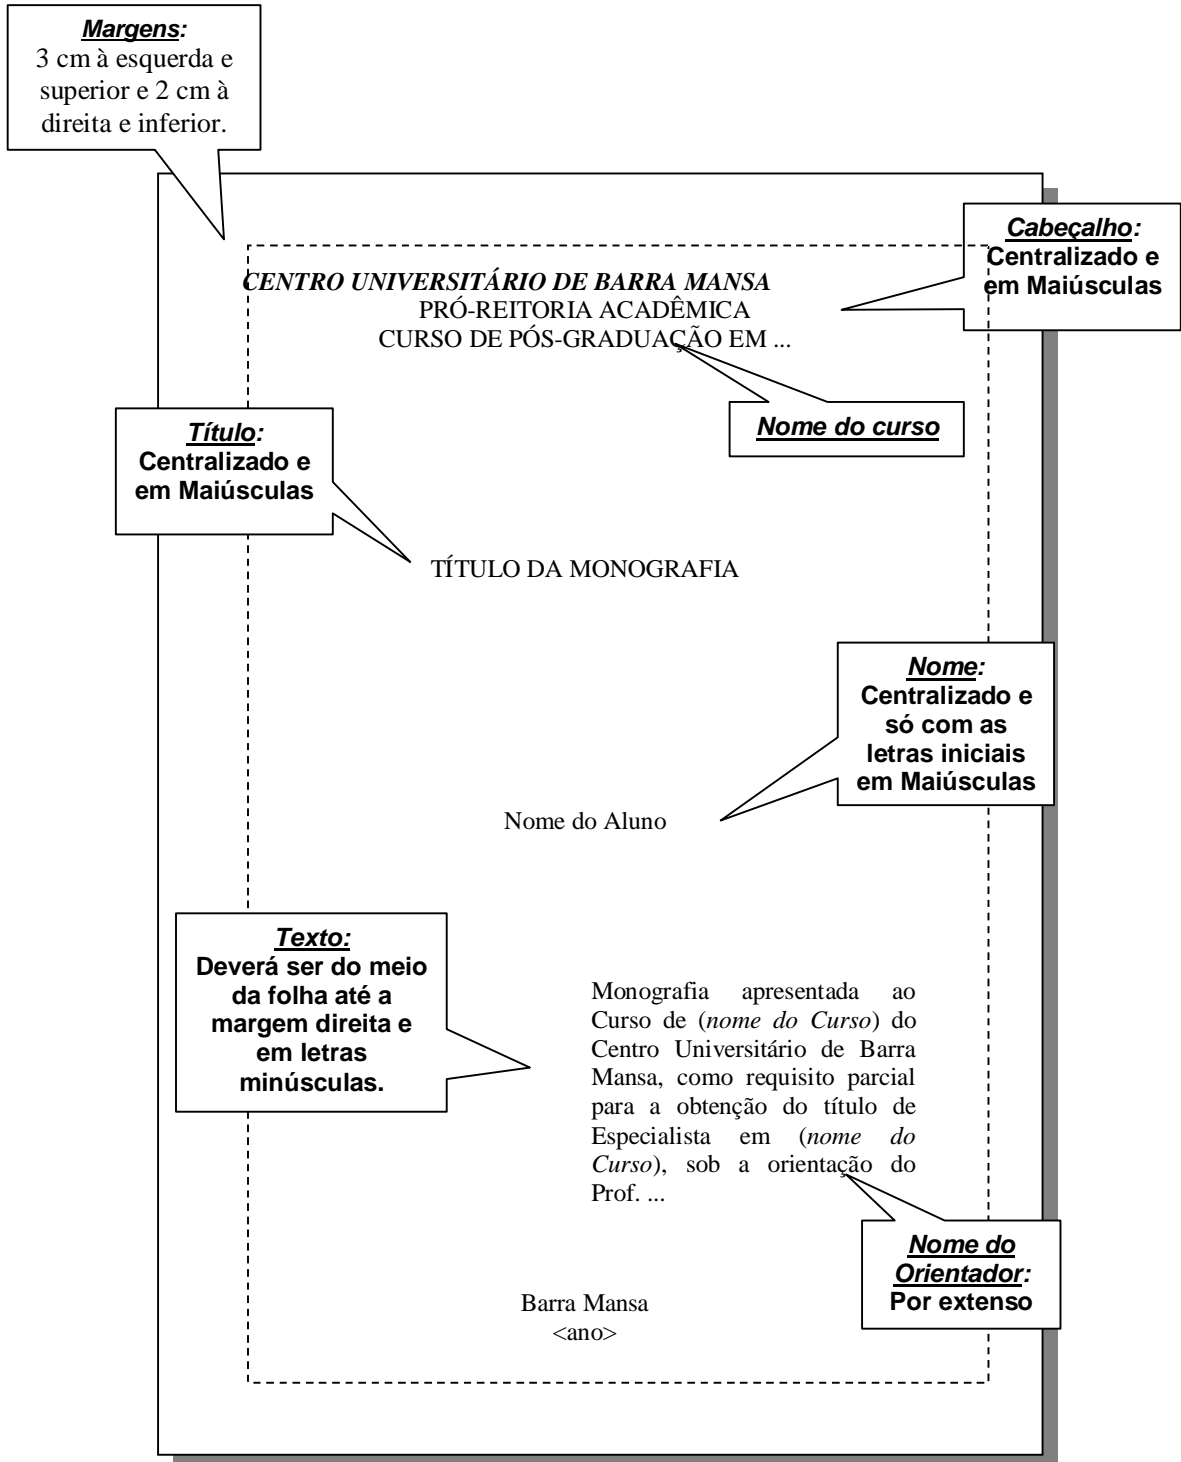 Margens:
3 cm à esquerda e
superior e 2 cm à
direita e inferior.
Cabeçalho:
Centralizado e
em Maiúsculas
CENTRO UNIVERSITÁRIO DE BARRA MANSA
PRÓ-REITORIA ACADÊMICA
CURSO DE PÓS-GRADUAÇÃO EM ...
Nome do curso
Título:
Centralizado e
em Maiúsculas
TÍTULO DA MONOGRAFIA
Nome:
Centralizado e
só com as
letras iniciais
em Maiúsculas
Nome do Aluno
Texto:
Deverá ser do meio
da folha até a
margem direita e
em letras
minúsculas.
Monografia apresentada ao
Curso de (nome do Curso) do
Centro Universitário de Barra
Mansa, como requisito parcial
para a obtenção do título de
Especialista em (nome do
Curso), sob a orientação do
Prof. ...
Nome do
Orientador:
Por extenso
Barra Mansa
<ano>